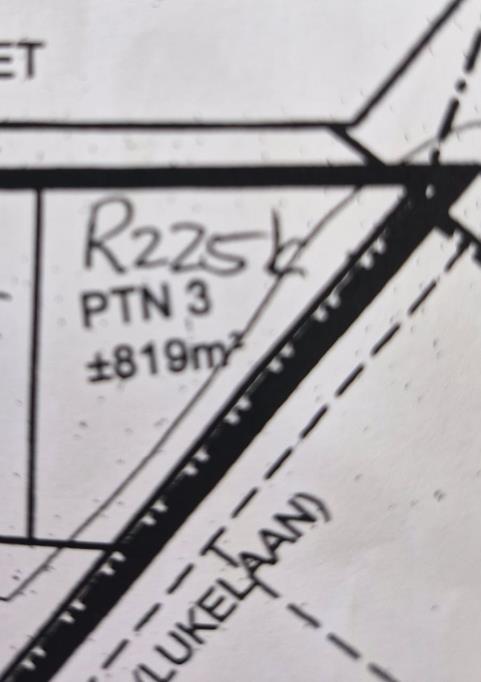 ET
R225k
PTN 3
±819m²
(LUKELAAN)